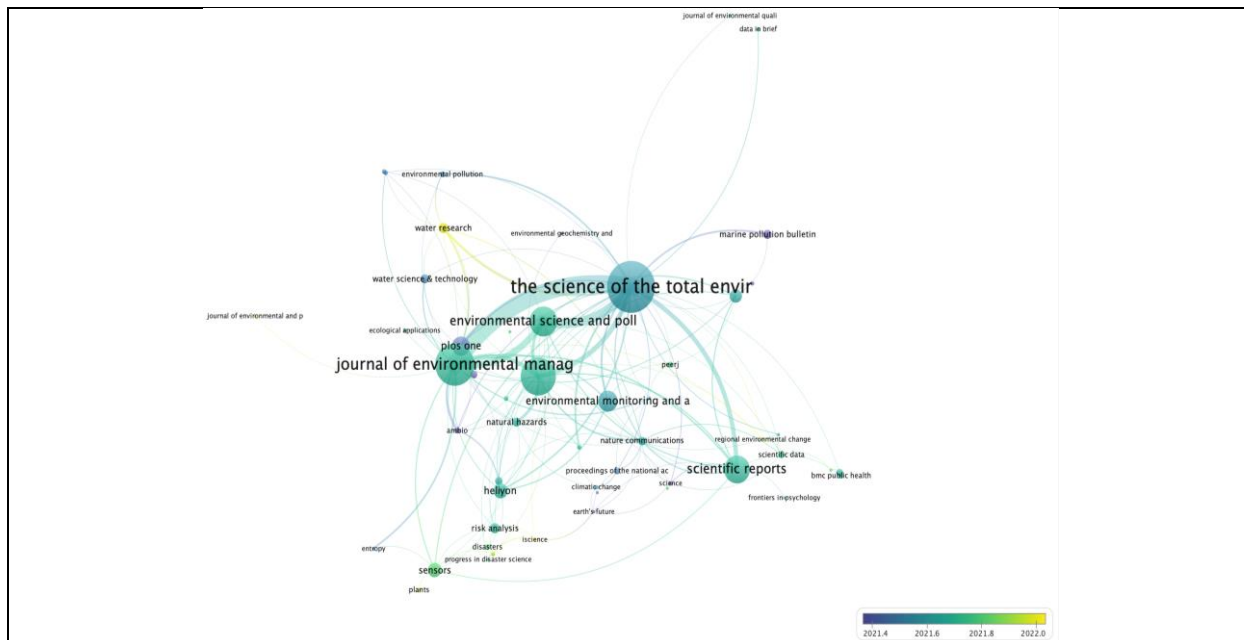 journal of environmental quali
data in brief
environmental pollution
water research
environmental geochemistry and
marine pollution bulletin
water science & technology
the science of the total envir
journal of environmental and p
environmental science and poll
ecological applications
plos one
journal of environmental manag
peerj
environmental monitoring and a
natural hazards
ambio
nature communications
regional environmental change
scientific data
scientific reports
proceedings of the national ac
bmc public health
climatic change
science
heliyon
frontiers in psychology
earth's future
risk analysis
iscience
entropy
disasters
progress in disaster science
sensors
plants
2021.4 2021.6 2021.8 2022.0